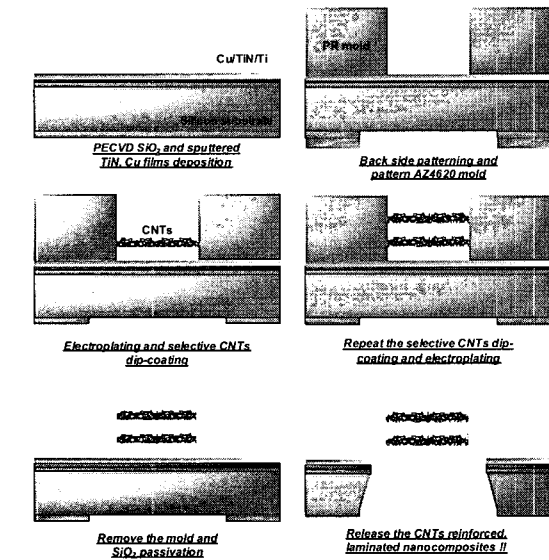 Cu/TiN/Ti
PR mold
Silicon substrate
PECVD SiO₂ and sputtered
TiN, Cu films deposition
Back side patterning and
pattern AZ4620 mold
CNTs
Electroplating and selective CNTs
dip-coating
Repeat the selective CNTs dip-
coating and electroplating
Remove the mold and
SiO₂ passivation
Release the CNTs reinforced,
laminated nanocomposites !!